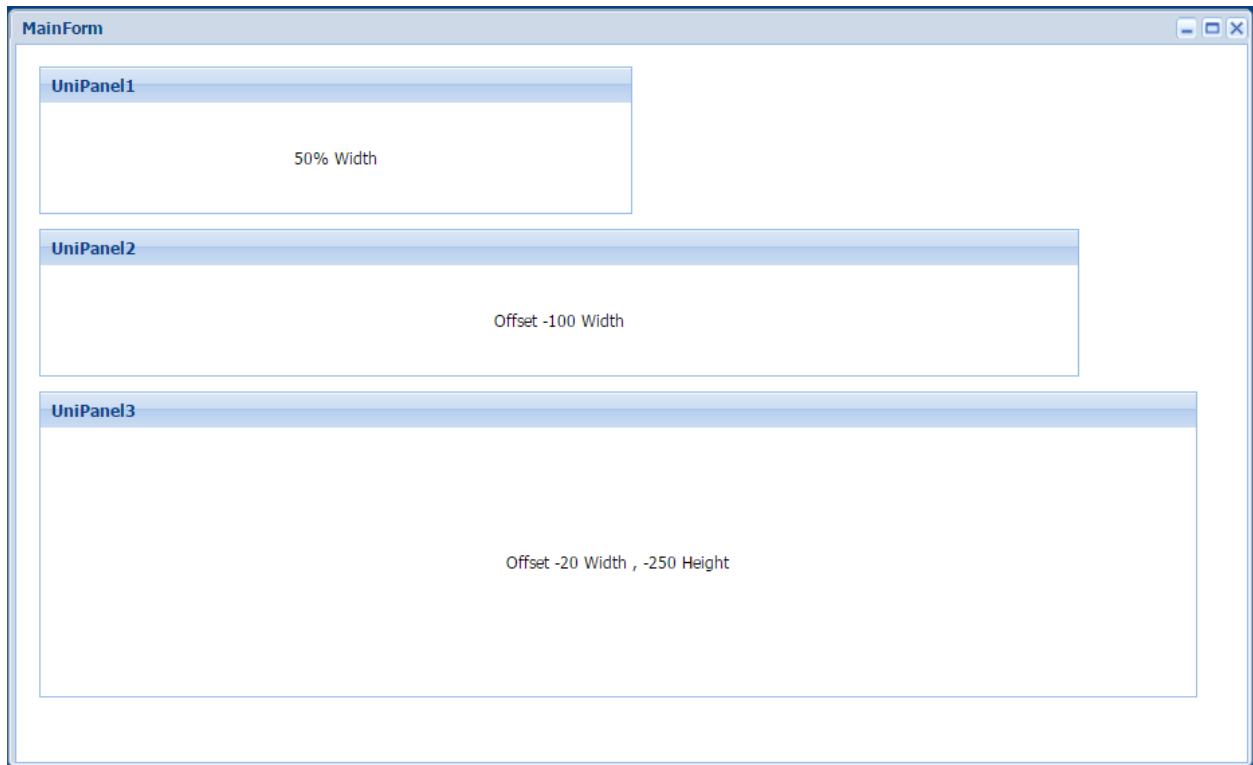 MainForm
UniPanel1
50% Width
UniPanel2
Offset -100 Width
UniPanel3
Offset -20 Width , -250 Height